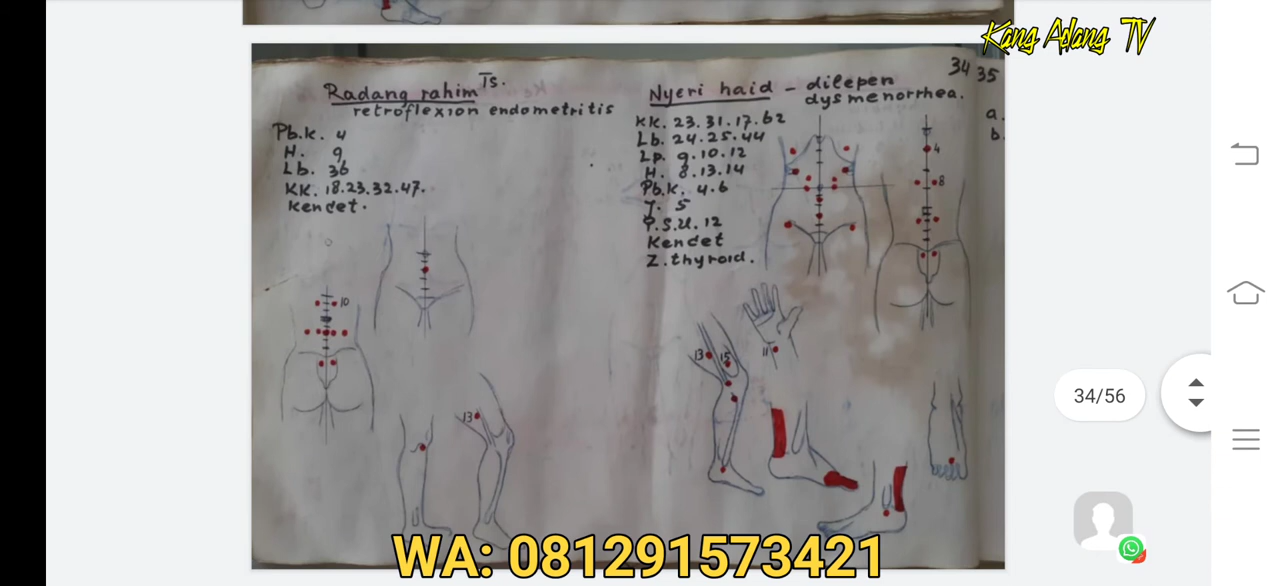 Kang Adang TV
34 35
Radang rahim Ts.
retroflexion endometritis
Pb.k. 4
H. 9
Lb. 36
KK. 18.23.32.47.
Kendet.
10
13
Nyeri haid - dilepen
dysmenorrhea.
KK. 23.31.17.62
Lb. 24.25.44
Lp. 9.10.12
H. 8.13.14
Pb.k. 4.6
J. 5
P.S.U. 12
Kendet
Z. thyroid.
4
8
13
15
11
a.
b.
34/56
WA: 081291573421